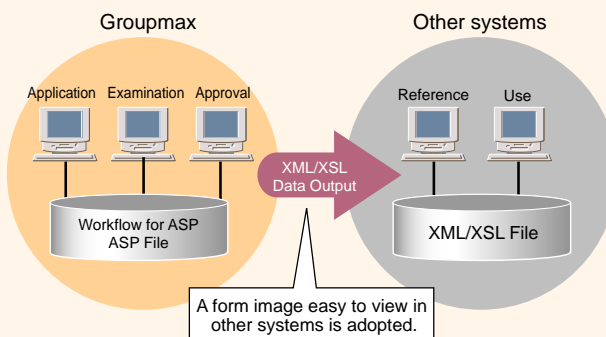 Groupmax
Other systems
Application Examination Approval
Reference Use
XML/XSL
Data Output
Workflow for ASP
ASP File
XML/XSL File
A form image easy to view in
other systems is adopted.